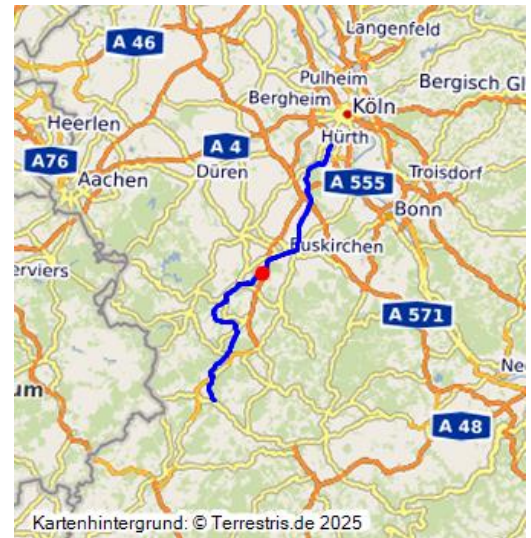 Langenfeld
A 46
Pulheim
Bergisch Gl
Bergheim
Köln
Heerlen
Hürth
A 4
A76
Düren
Troisdorf
Aachen
A 555
Bonn
Euskirchen
erviers
A 571
Ne
um
A 48
Kartenhintergrund: © Terrestris.de 2025